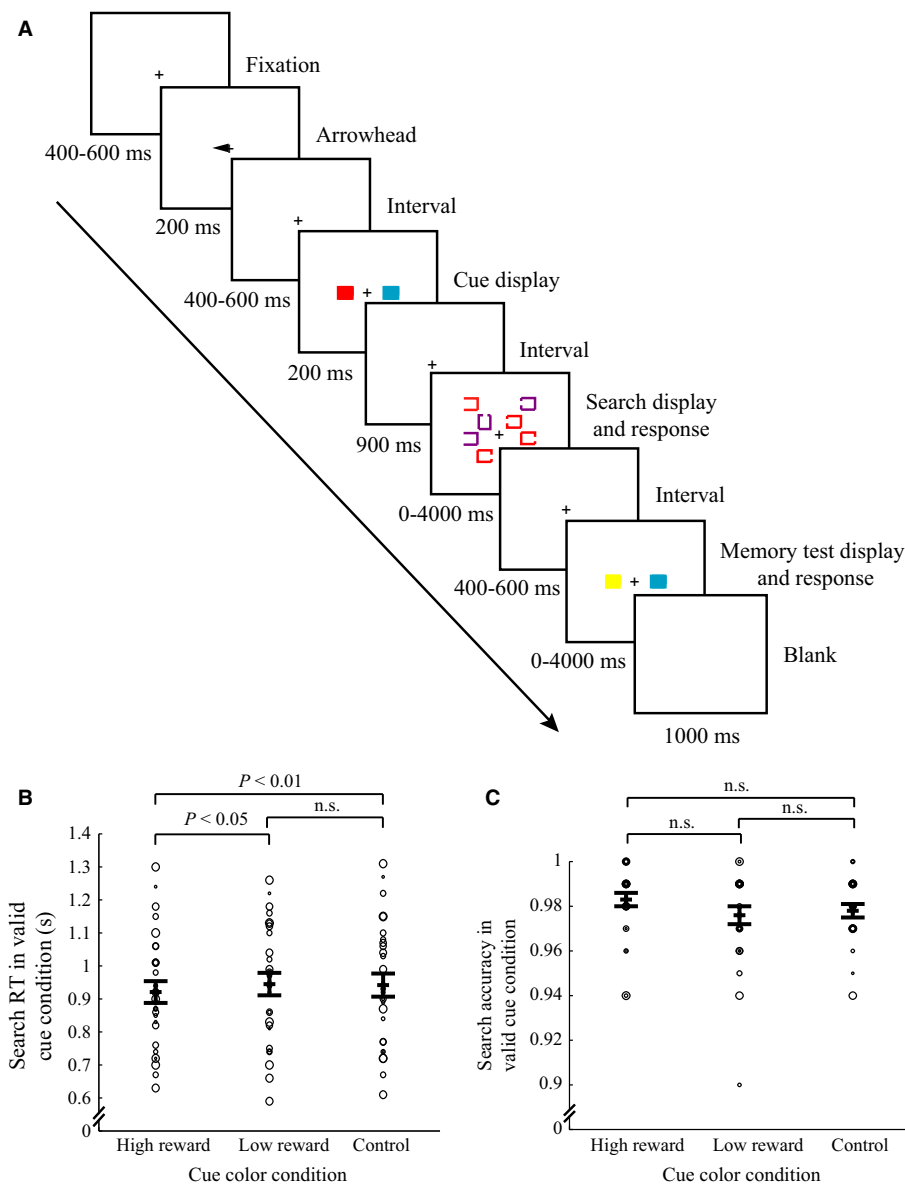 A
Fixation
400-600 ms
Arrowhead
200 ms
Interval
400-600 ms
Cue display
200 ms
Interval
900 ms
Search display
and response
0-4000 ms
Interval
400-600 ms
Memory test display
and response
0-4000 ms
Blank
1000 ms
B
P < 0.01
P < 0.05
n.s.
Search RT in valid
cue condition (s)
1.4
1.3
1.2
1.1
1
0.9
0.8
0.7
0.6
0
High reward
Low reward
Control
Cue color condition
C
n.s.
n.s.
n.s.
Search accuracy in
valid cue condition
1
0.98
0.96
0.94
0.92
0.9
0
High reward
Low reward
Control
Cue color condition